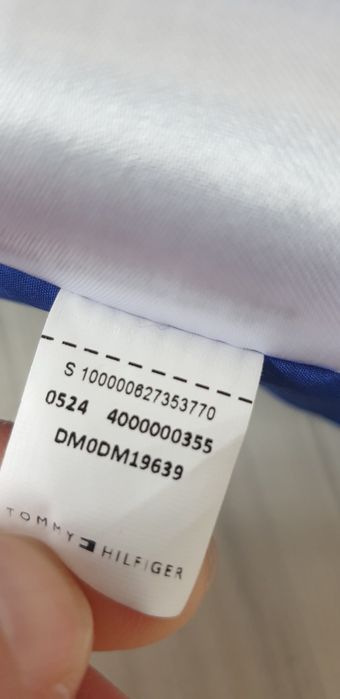 S 100000627353770
0524 4000000355
DM0DM19639
TOMMY HILFIGER